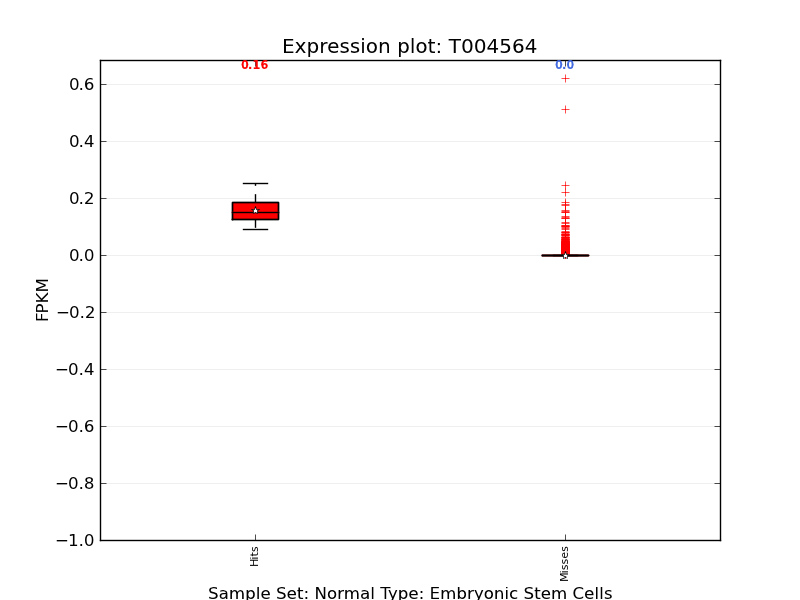 Expression plot: T004564
0.16
0.0
0.6
0.4
0.2
0.0
−0.2
−0.4
−0.6
−0.8
−1.0
FPKM
Hits
Misses
Sample Set: Normal Type: Embryonic Stem Cells